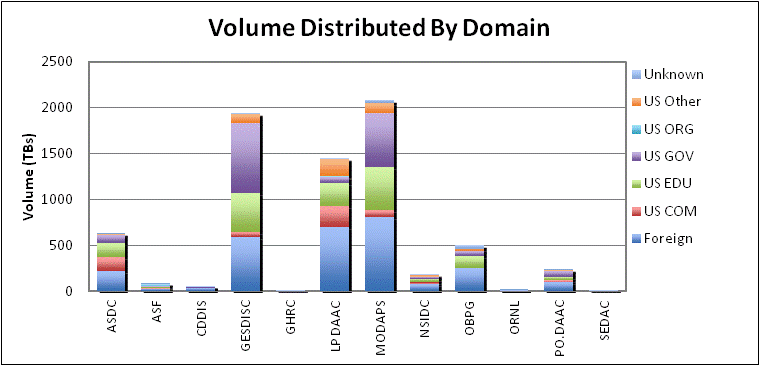 Volume Distributed By Domain
Volume (TBs)
2500
2000
1500
1000
500
0
ASDC
ASF
CDDIS
GESDISC
GHRC
LP DAAC
MODAPS
NSIDC
OBPG
ORNL
PO.DAAC
SEDAC
Unknown
US Other
US ORG
US GOV
US EDU
US COM
Foreign